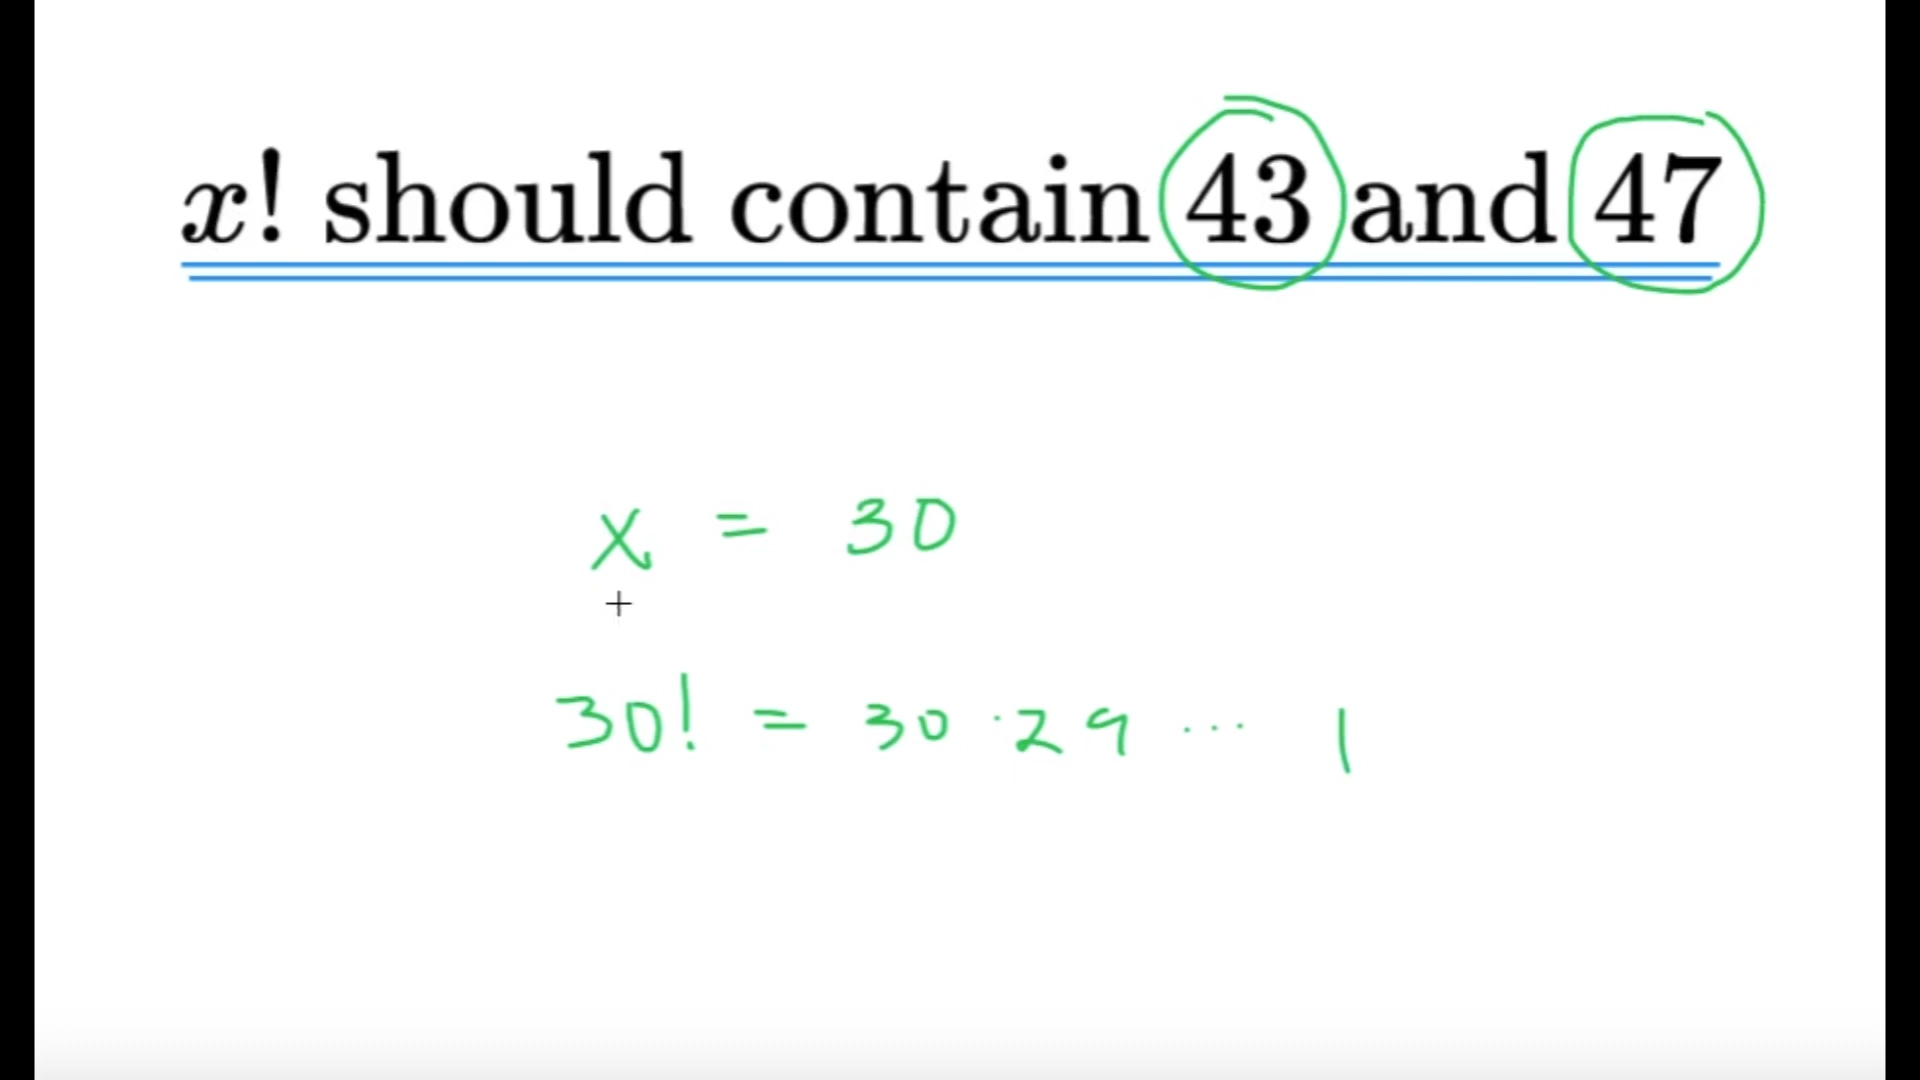 x! should contain 43 and 47
x = 30
30! = 30 · 29 ... 1